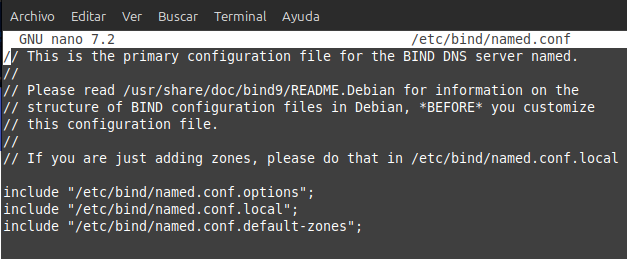 Archivo Editar Ver Buscar Terminal Ayuda
GNU nano 7.2 /etc/bind/named.conf
// This is the primary configuration file for the BIND DNS server named.
//
// Please read /usr/share/doc/bind9/README.Debian for information on the
// structure of BIND configuration files in Debian, *BEFORE* you customize
// this configuration file.
//
// If you are just adding zones, please do that in /etc/bind/named.conf.local
include "/etc/bind/named.conf.options";
include "/etc/bind/named.conf.local";
include "/etc/bind/named.conf.default-zones";